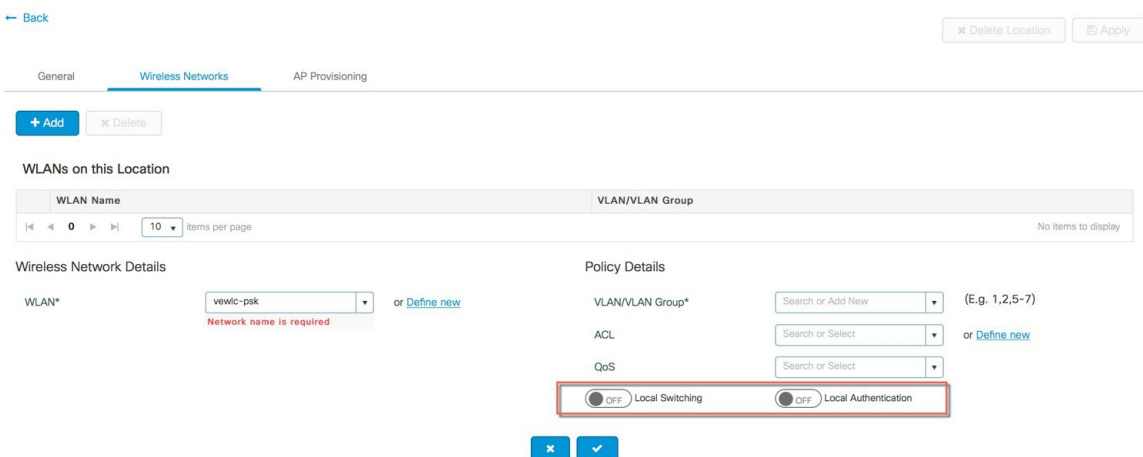 ← Back
✖ Delete Location Apply
General Wireless Networks AP Provisioning
+ Add ✖ Delete
WLANs on this Location
WLAN Name VLAN/VLAN Group
0 10 items per page No items to display
Wireless Network Details Policy Details
WLAN* vewlc-psk or Define new VLAN/VLAN Group* Search or Add New (E.g. 1,2,5-7)
Network name is required
ACL Search or Select or Define new
QoS Search or Select
OFF Local Switching OFF Local Authentication